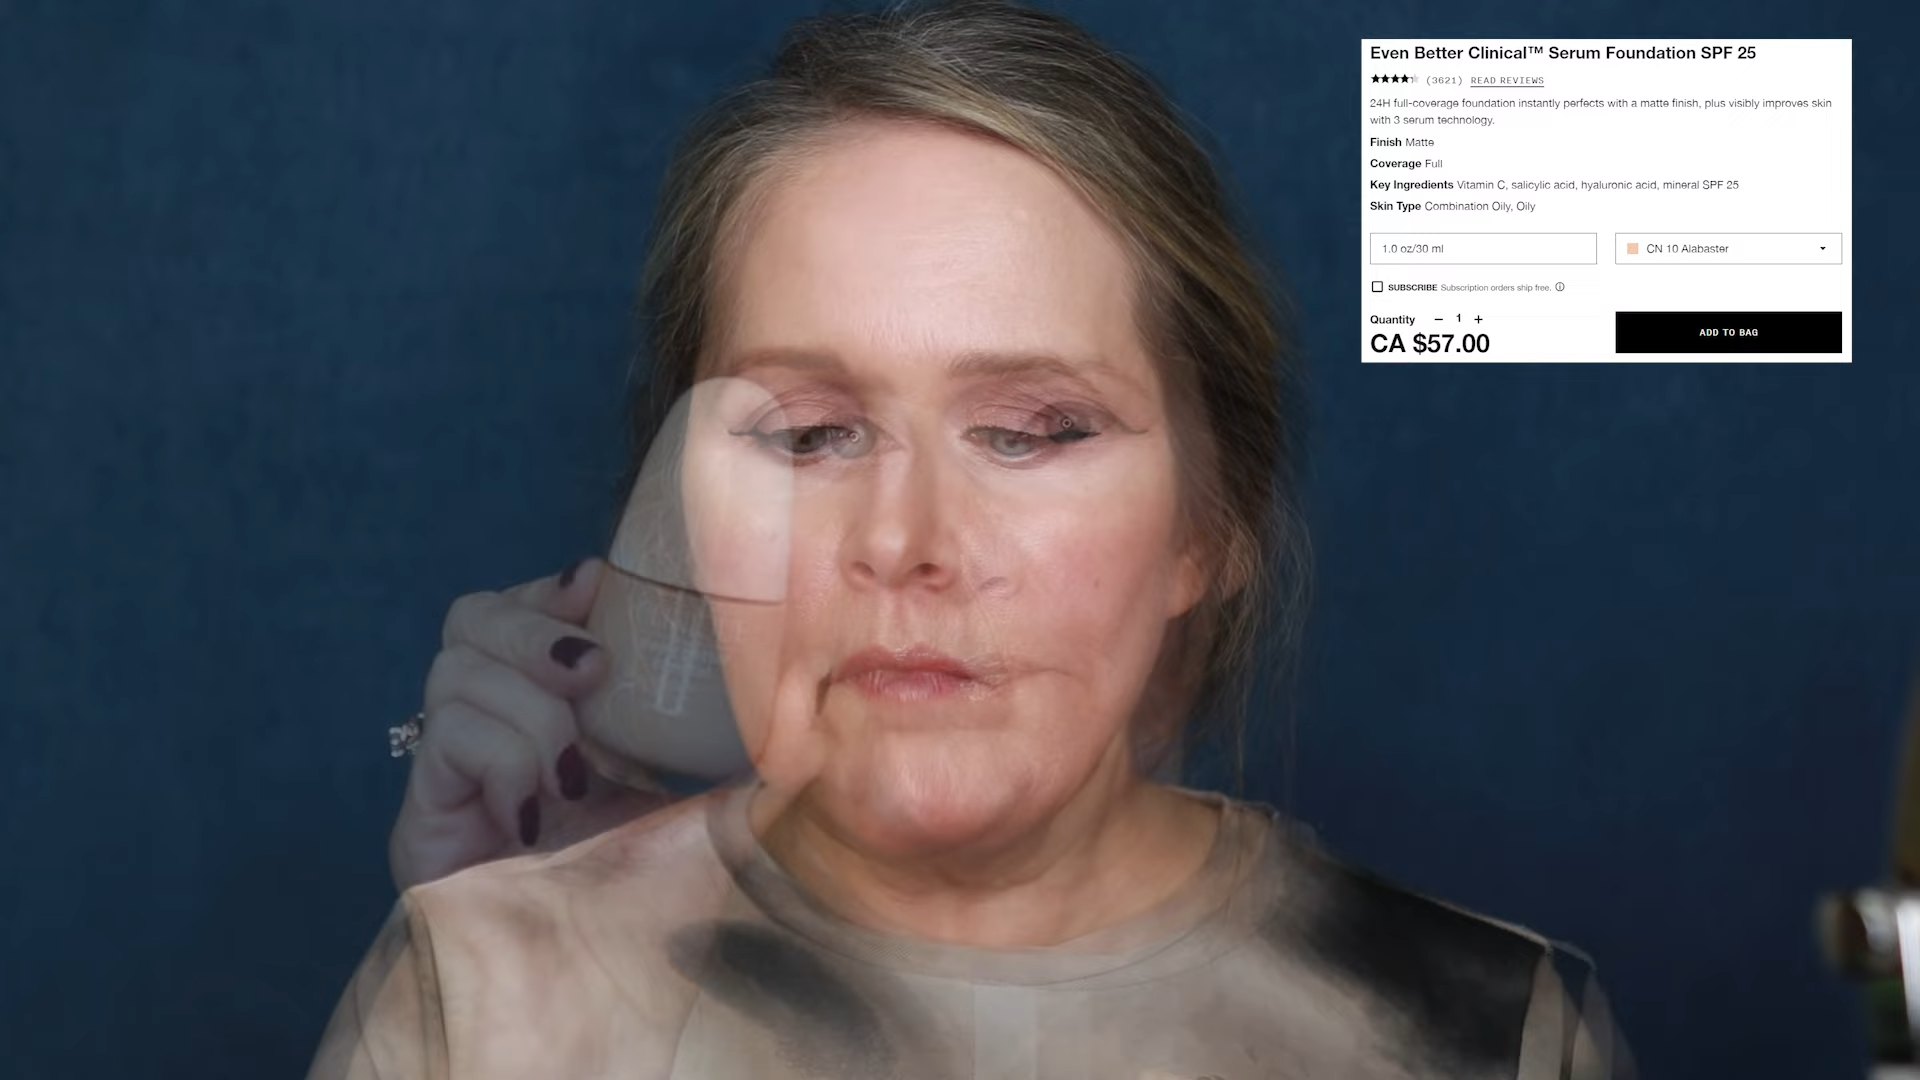 Even Better Clinical™ Serum Foundation SPF 25
(3621) READ REVIEWS
24H full-coverage foundation instantly perfects with a matte finish, plus visibly improves skin
with 3 serum technology.
Finish Matte
Coverage Full
Key Ingredients Vitamin C, salicylic acid, hyaluronic acid, mineral SPF 25
Skin Type Combination Oily, Oily
1.0 oz/30 ml
CN 10 Alabaster
SUBSCRIBE Subscription orders ship free.
Quantity − 1 +
CA $57.00
ADD TO BAG